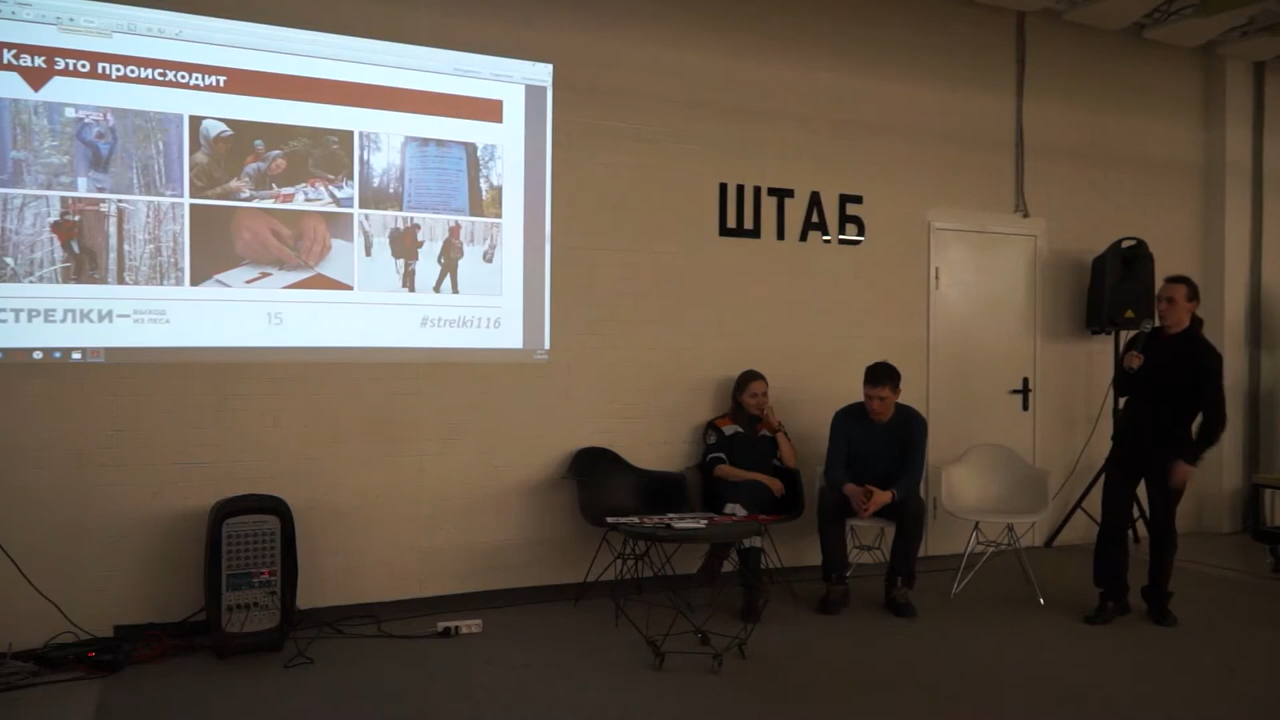 Как это происходит
СТРЕЛКИ—
ВЫХОД
ИЗ ЛЕСА
15
#strelki116
ШТАБ